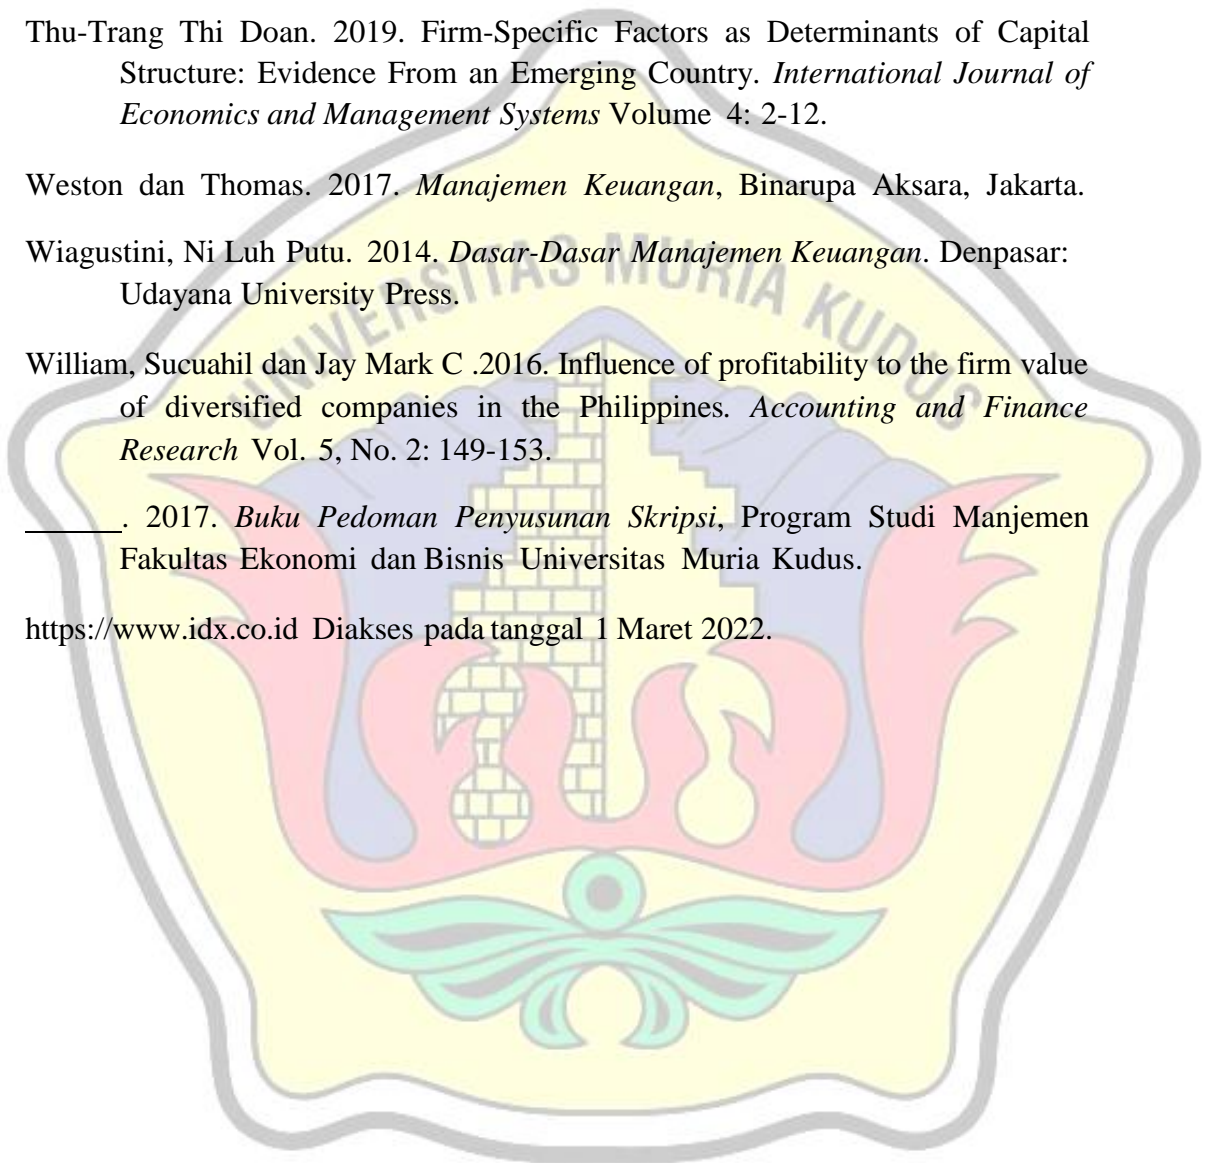 Thu-Trang Thi Doan. 2019. Firm-Specific Factors as Determinants of Capital
Structure: Evidence From an Emerging Country. International Journal of
Economics and Management Systems Volume 4: 2-12.
Weston dan Thomas. 2017. Manajemen Keuangan, Binarupa Aksara, Jakarta.
Wiagustini, Ni Luh Putu. 2014. Dasar-Dasar Manajemen Keuangan. Denpasar:
Udayana University Press.
William, Sucuahil dan Jay Mark C .2016. Influence of profitability to the firm value
of diversified companies in the Philippines. Accounting and Finance
Research Vol. 5, No. 2: 149-153.
______. 2017. Buku Pedoman Penyusunan Skripsi, Program Studi Manjemen
Fakultas Ekonomi dan Bisnis Universitas Muria Kudus.
https://www.idx.co.id Diakses pada tanggal 1 Maret 2022.
UNIVERSITAS MURIA KUDUS